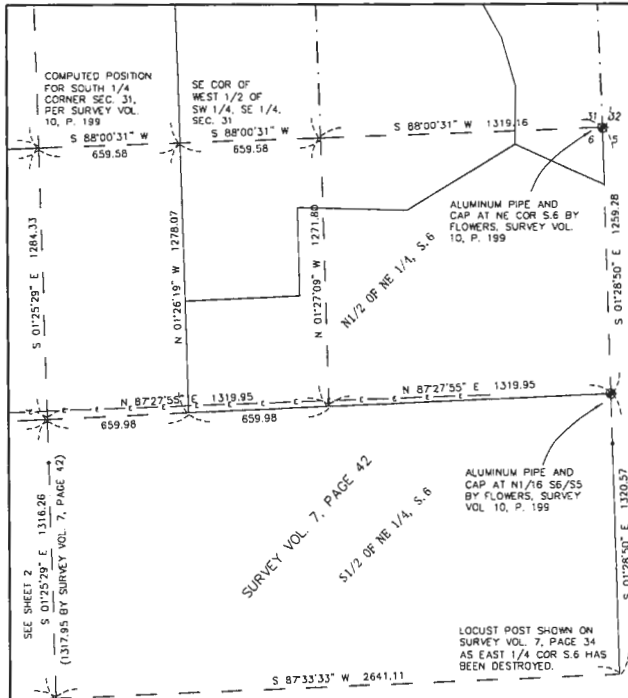 COMPUTED POSITION
FOR SOUTH 1/4
CORNER SEC. 31,
PER SURVEY VOL.
10, P. 199
SE COR OF
WEST 1/2 OF
SW 1/4, SE 1/4,
SEC. 31
S 88°00'31" W
659.58
S 88°00'31" W
659.58
S 88°00'31" W 1319.16
31 32
6 5
ALUMINUM PIPE AND
CAP AT NE COR S.6 BY
FLOWERS, SURVEY VOL.
10, P. 199
S 01°25'29" E 1284.33
N 01°26'19" W 1278.07
N 01°27'09" W 1271.80
N1/2 OF NE 1/4, S.6
S 01°28'50" E 1259.28
N 87°27'55" E 1319.95
659.98
659.98
N 87°27'55" E 1319.95
ALUMINUM PIPE AND
CAP AT N1/16 S6/S5
BY FLOWERS, SURVEY
VOL 10, P. 199
SEE SHEET 2
S 01°25'29" E 1316.26
(1317.95 BY SURVEY VOL. 7, PAGE 42)
SURVEY VOL. 7, PAGE 42
S1/2 OF NE 1/4, S.6
S 01°28'50" E 1320.57
LOCUST POST SHOWN ON
SURVEY VOL. 7, PAGE 34
AS EAST 1/4 COR S.6 HAS
BEEN DESTROYED.
S 87°33'33" W 2641.11